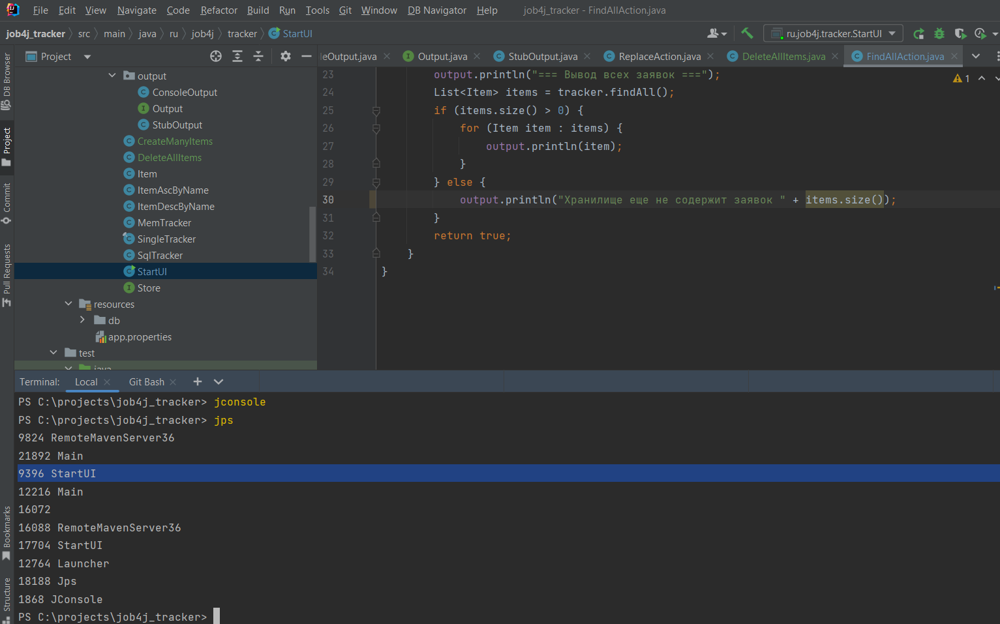 File Edit View Navigate Code Refactor Build Run Tools Git Window DB Navigator Help job4j_tracker - FindAllAction.java
job4j_tracker src main java ru job4j tracker StartUI
ru.job4j.tracker.StartUI
Project
leOutput.java Output.java StubOutput.java ReplaceAction.java DeleteAllItems.java FindAllAction.java
DB Browser
Project
Commit
Pull Requests
Bookmarks
Structure
output
ConsoleOutput
Output
StubOutput
CreateManyItems
DeleteAllItems
Item
ItemAscByName
ItemDescByName
MemTracker
SingleTracker
SqlTracker
StartUI
Store
resources
db
app.properties
test
java
1
23 output.println("=== Вывод всех заявок ===");
24 List<Item> items = tracker.findAll();
25 if (items.size() > 0) {
26 for (Item item : items) {
27 output.println(item);
28 }
29 } else {
30 output.println("Хранилище еще не содержит заявок " + items.size());
31 }
32 return true;
33 }
34 }
Terminal: Local Git Bash
PS C:\projects\job4j_tracker> jconsole
PS C:\projects\job4j_tracker> jps
9824 RemoteMavenServer36
21892 Main
9396 StartUI
12216 Main
16072
16088 RemoteMavenServer36
17704 StartUI
12764 Launcher
18188 Jps
1868 JConsole
PS C:\projects\job4j_tracker>